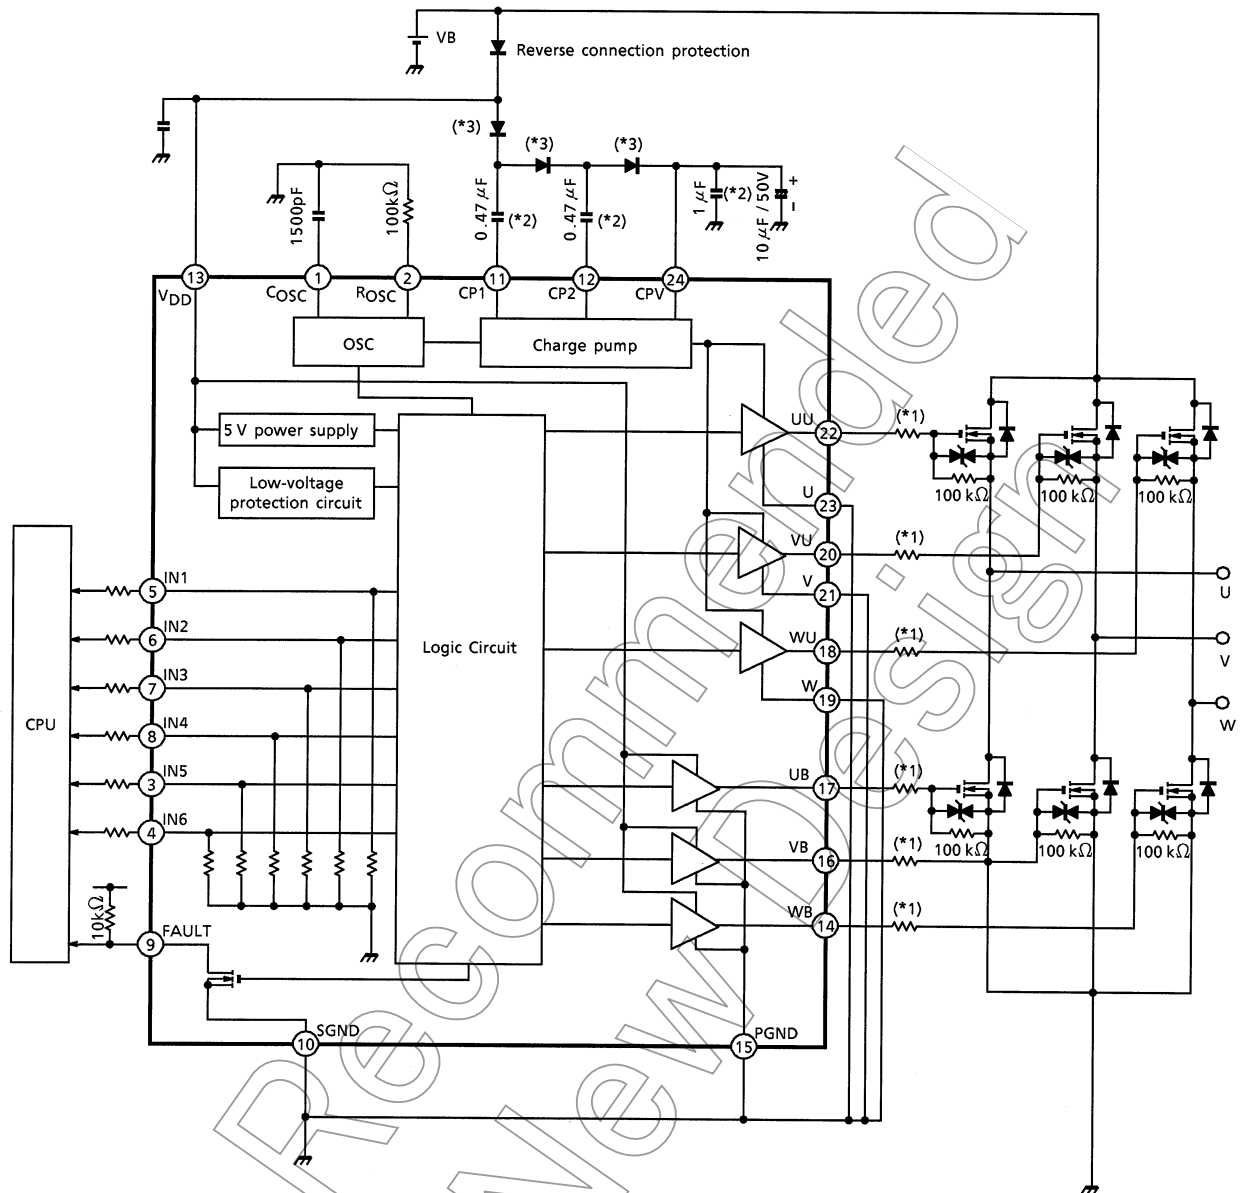 VB
Reverse connection protection
(*3)
(*3)
(*3)
1500pF
100kΩ
0.47 μF
(*2)
0.47 μF
(*2)
1 μF
(*2)
10 μF / 50V
+
-
13
1
2
11
12
24
VDD
COSC
ROSC
CP1
CP2
CPV
OSC
Charge pump
5 V power supply
Low-voltage
protection circuit
Logic Circuit
CPU
IN1
5
IN2
6
IN3
7
IN4
8
IN5
3
IN6
4
10kΩ
FAULT
9
SGND
10
PGND
15
UU
22
(*1)
U
23
VU
20
(*1)
V
21
WU
18
(*1)
W
19
UB
17
(*1)
VB
16
(*1)
WB
14
(*1)
100 kΩ
100 kΩ
100 kΩ
U
V
W
100 kΩ
100 kΩ
100 kΩ
Recommended
New Design